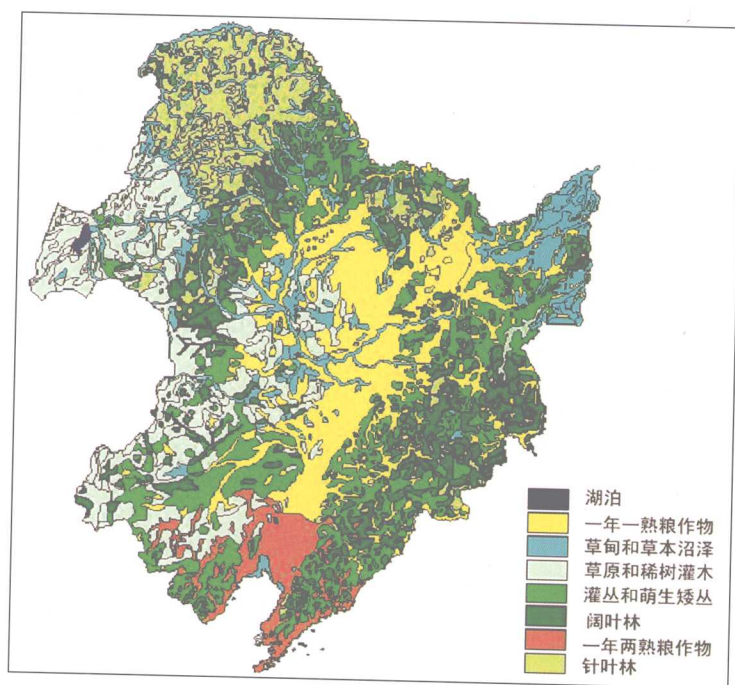 湖泊
一年一熟粮作物
草甸和草本沼泽
草原和稀树灌木
灌丛和萌生矮丛
阔叶林
一年两熟粮作物
针叶林